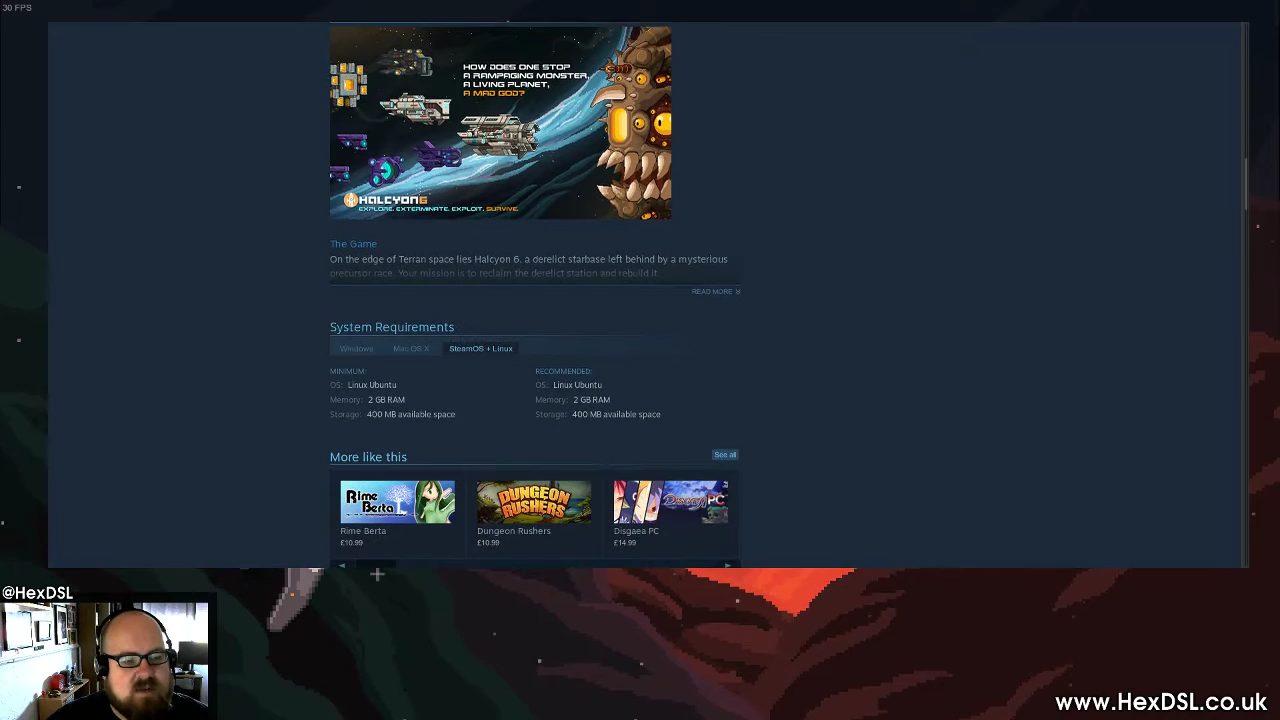 30 FPS
HOW DOES ONE STOP
A RAMPAGING MONSTER,
A LIVING PLANET,
A MAD GOD?
HALCYON6
EXPLORE. EXTERMINATE. EXPLOIT. SURVIVE.
The Game
On the edge of Terran space lies Halcyon 6, a derelict starbase left behind by a mysterious
precursor race. Your mission is to reclaim the derelict station and rebuild it.
READ MORE
System Requirements
Windows Mac OS X SteamOS + Linux
MINIMUM: RECOMMENDED:
OS: Linux Ubuntu OS: Linux Ubuntu
Memory: 2 GB RAM Memory: 2 GB RAM
Storage: 400 MB available space Storage: 400 MB available space
More like this See all
Rime Berta DUNGEON RUSHERS Disgaea PC
Rime Berta Dungeon Rushers Disgaea PC
£10.99 £10.99 £14.99
@HexDSL
www.HexDSL.co.uk